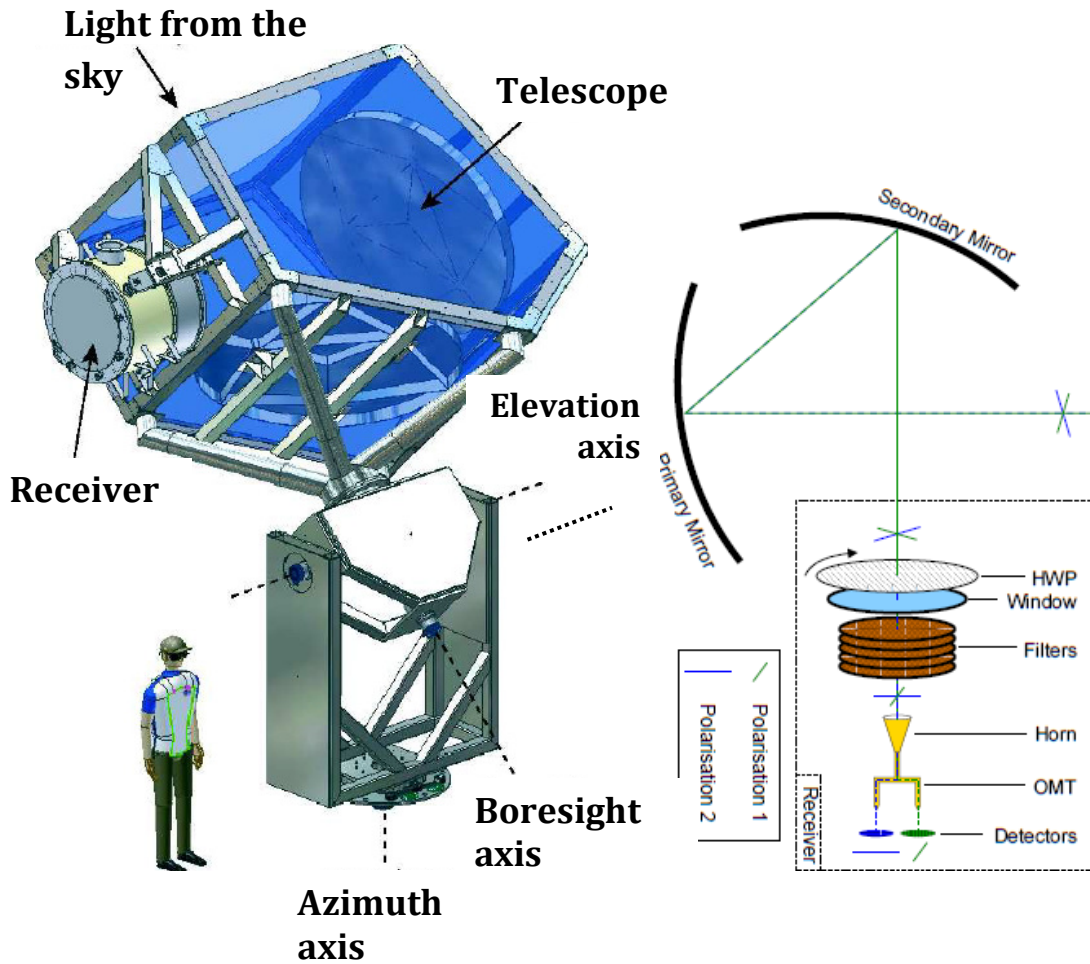 Light from the
sky
Telescope
Receiver
Elevation
axis
Boresight
axis
Azimuth
axis
Secondary Mirror
Primary Mirror
HWP
Window
Filters
Horn
OMT
Detectors
Receiver
Polarisation 1
Polarisation 2